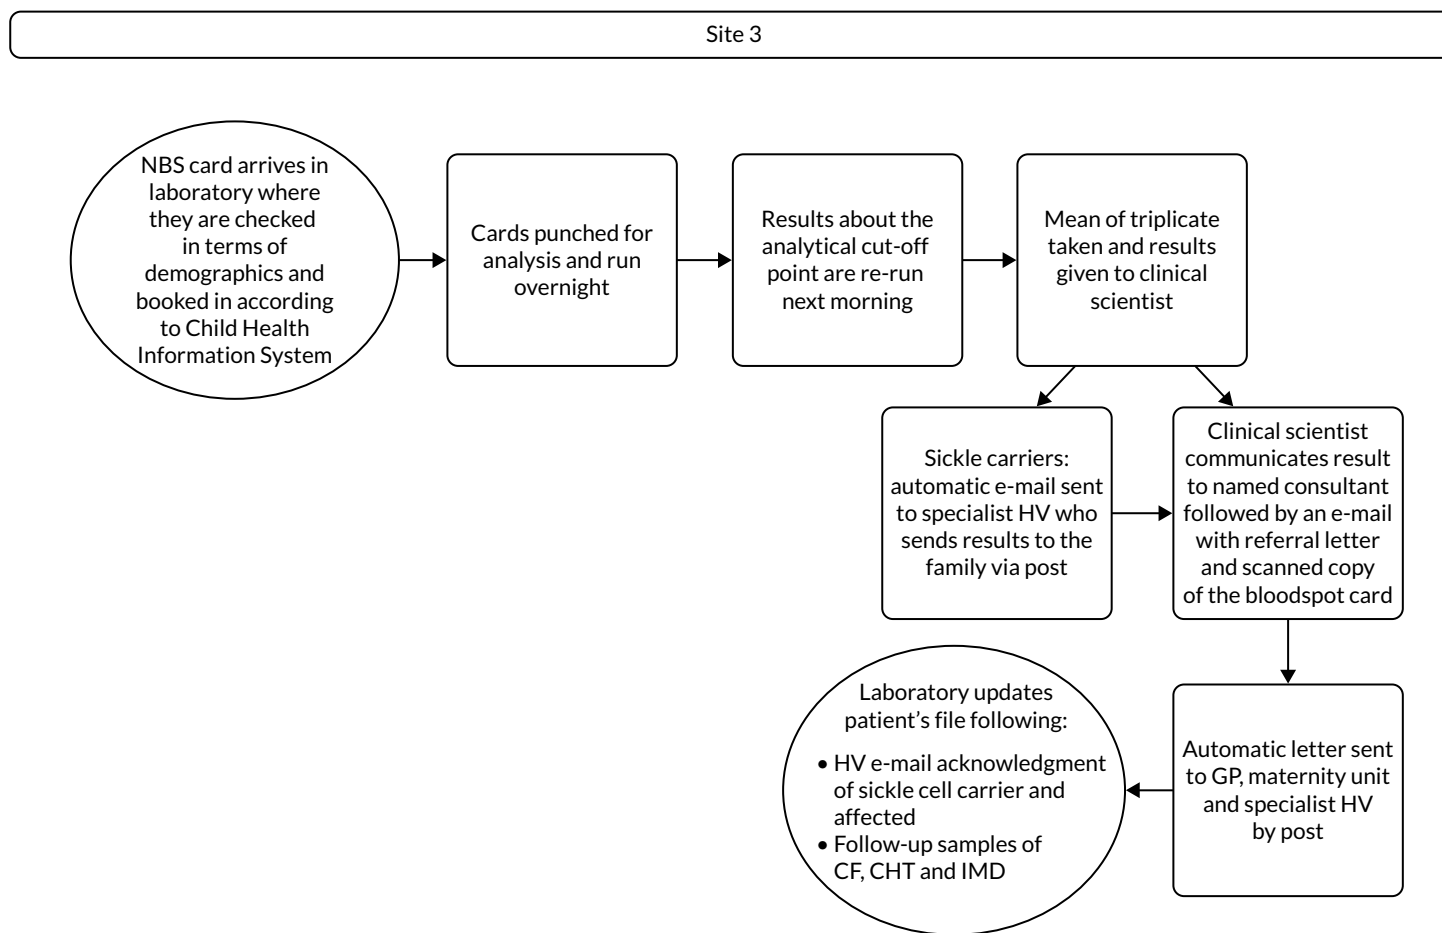 Site 3
NBS card arrives in
laboratory where
they are checked
in terms of
demographics and
booked in according
to Child Health
Information System
Cards punched for
analysis and run
overnight
Results about the
analytical cut-off
point are re-run
next morning
Mean of triplicate
taken and results
given to clinical
scientist
Sickle carriers:
automatic e-mail sent
to specialist HV who
sends results to the
family via post
Clinical scientist
communicates result
to named consultant
followed by an e-mail
with referral letter
and scanned copy
of the bloodspot card
Automatic letter sent
to GP, maternity unit
and specialist HV
by post
Laboratory updates
patient’s file following:
• HV e-mail acknowledgment
of sickle cell carrier and
affected
• Follow-up samples of
CF, CHT and IMD